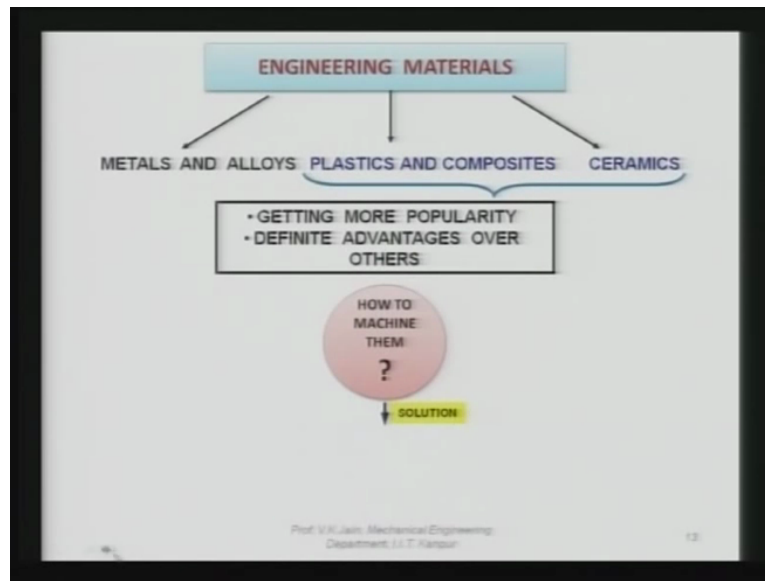 ENGINEERING MATERIALS
METALS AND ALLOYS PLASTICS AND COMPOSITES CERAMICS
• GETTING MORE POPULARITY
• DEFINITE ADVANTAGES OVER
OTHERS
HOW TO
MACHINE
THEM
?
SOLUTION
Prof. V.K.Jain, Mechanical Engineering
Department, I.I.T. Kanpur
13